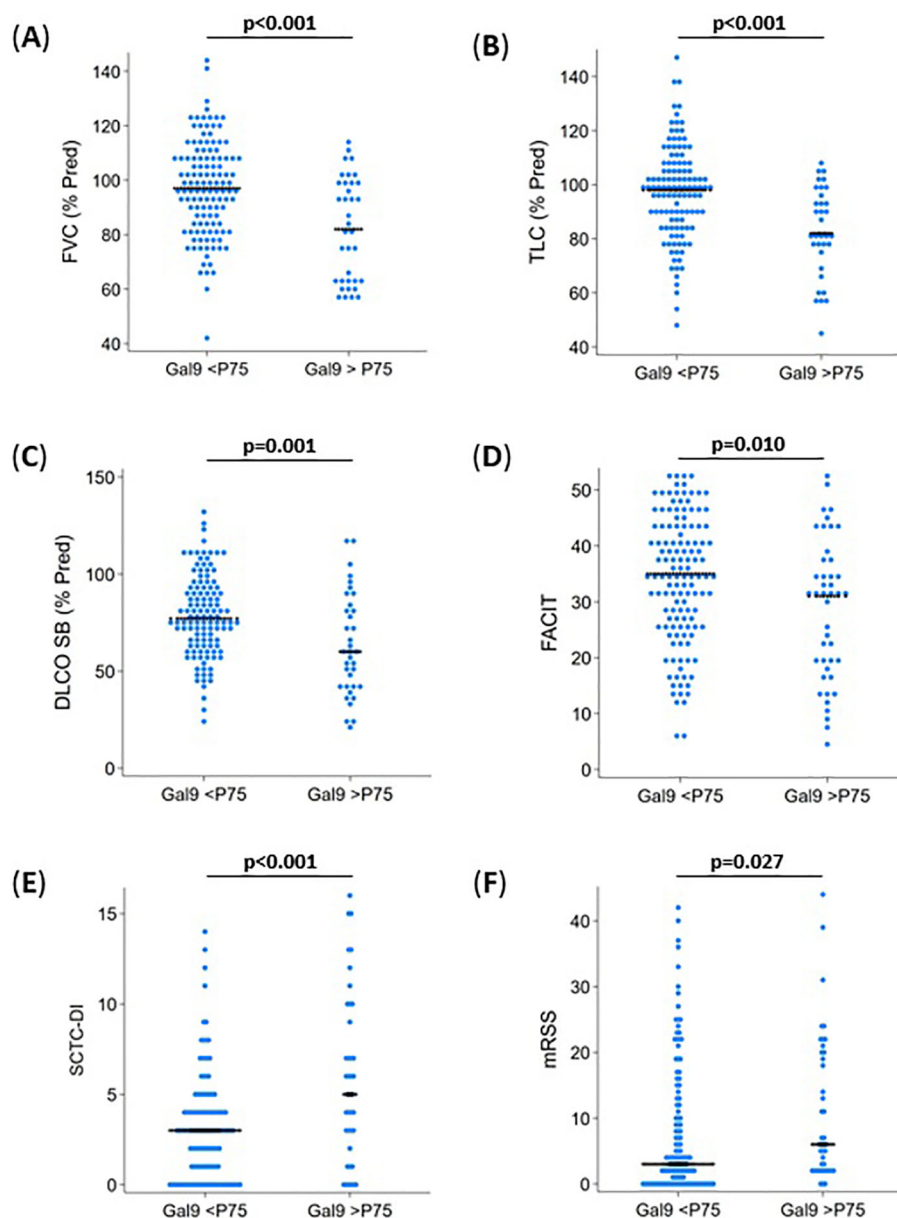 (A)
p<0.001
FVC (% Pred)
140
120
100
80
60
40
Gal9 <P75
Gal9 > P75
(B)
p<0.001
TLC (% Pred)
140
120
100
80
60
40
Gal9 <P75
Gal9 >P75
(C)
p=0.001
DLCO SB (% Pred)
150
100
50
0
Gal9 <P75
Gal9 >P75
(D)
p=0.010
FACIT
50
40
30
20
10
0
Gal9 <P75
Gal9 >P75
(E)
p<0.001
SCTC-DI
15
10
5
0
Gal9 <P75
Gal9 >P75
(F)
p=0.027
mRSS
40
30
20
10
0
Gal9 <P75
Gal9 >P75